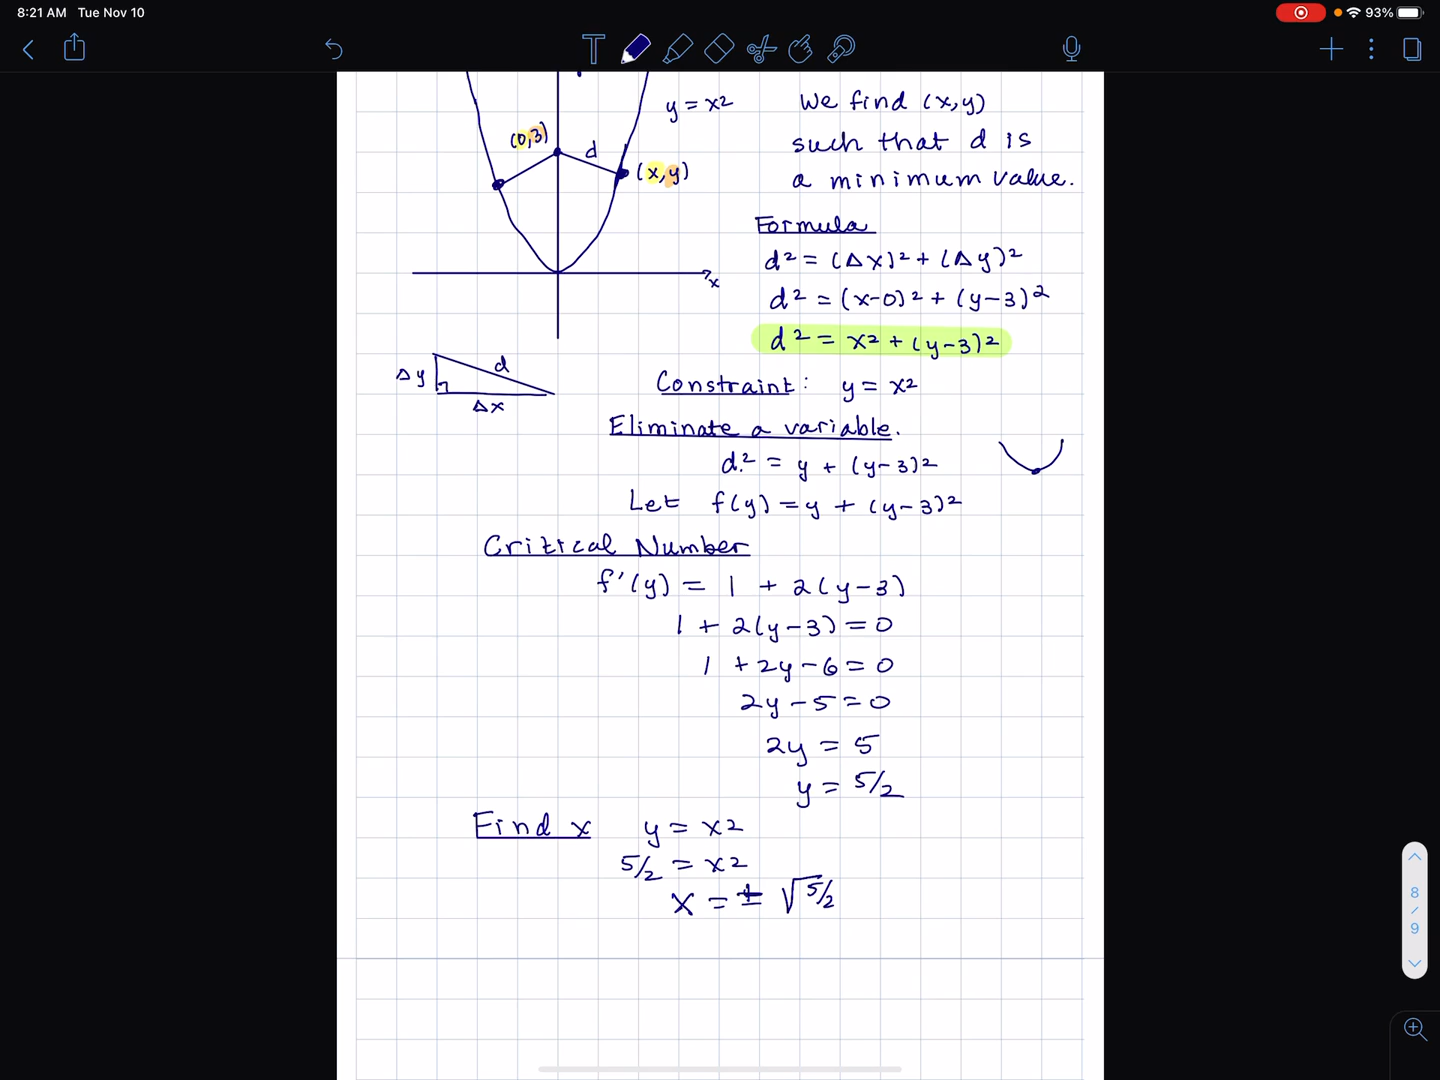 8:21 AM Tue Nov 10
93%
y = x²
We find (x,y)
such that d is
a minimum value.
(0,3)
d
(x,y)
x
Formula
d² = (Δx)² + (Δy)²
d² = (x-0)² + (y-3)²
d² = x² + (y-3)²
Δy
d
Δx
Constraint: y = x²
Eliminate a variable.
d² = y + (y-3)²
Let f(y) = y + (y-3)²
Critical Number
f'(y) = 1 + 2(y-3)
1 + 2(y-3) = 0
1 + 2y - 6 = 0
2y - 5 = 0
2y = 5
y = 5/2
Find x y = x²
5/2 = x²
x = ± √5/2
8
/
9